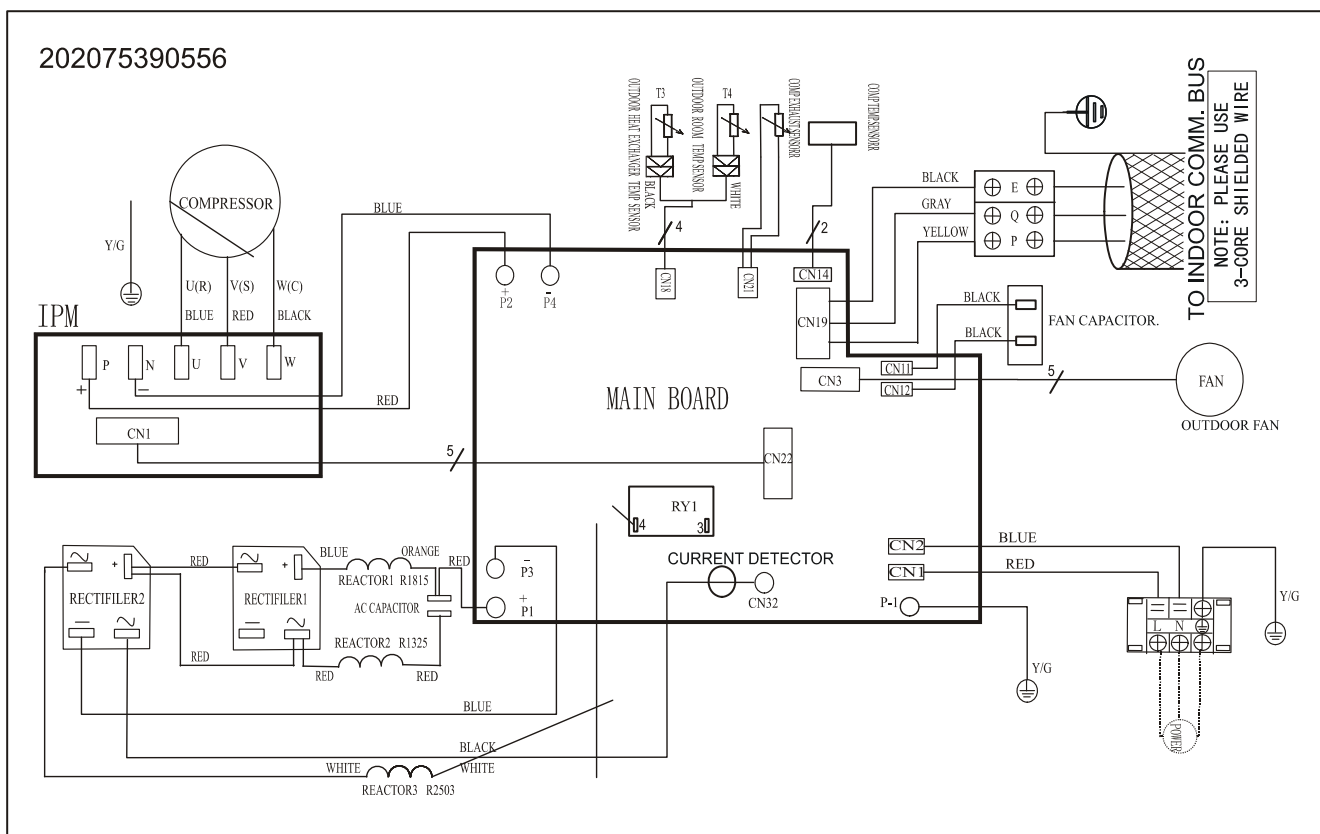 202075390556
OUTDOOR HEAT EXCHANGER TEMP SENSOR
T3
BLACK
OUTDOOR ROOM TEMPSENSOR
T4
WHITE
COMPEXHAUSTSENSORR
COMPTEMPSENSORR
4
2
TO INDOOR COMM. BUS
NOTE: PLEASE USE
3-CORE SHIELDED WIRE
BLACK
GRAY
YELLOW
E
Q
P
COMPRESSOR
Y/G
U(R)
V(S)
W(C)
BLUE
RED
BLACK
BLUE
RED
IPM
P
N
U
V
W
+
−
CN1
5
+
P2
-
P4
CN18
CN21
CN14
CN19
BLACK
BLACK
FAN CAPACITOR.
CN11
CN3
CN12
5
FAN
OUTDOOR FAN
MAIN BOARD
CN22
RY1
4
3
CURRENT DETECTOR
CN32
-
P3
+
P1
CN2
BLUE
CN1
RED
P-1
Y/G
Y/G
L N
POWER
RED
BLUE
ORANGE
RED
REACTOR1 R1815
AC CAPACITOR
REACTOR2 R1325
RECTIFILER2
+
RECTIFILER1
+
RED
RED
RED
BLUE
BLACK
WHITE
WHITE
REACTOR3 R2503